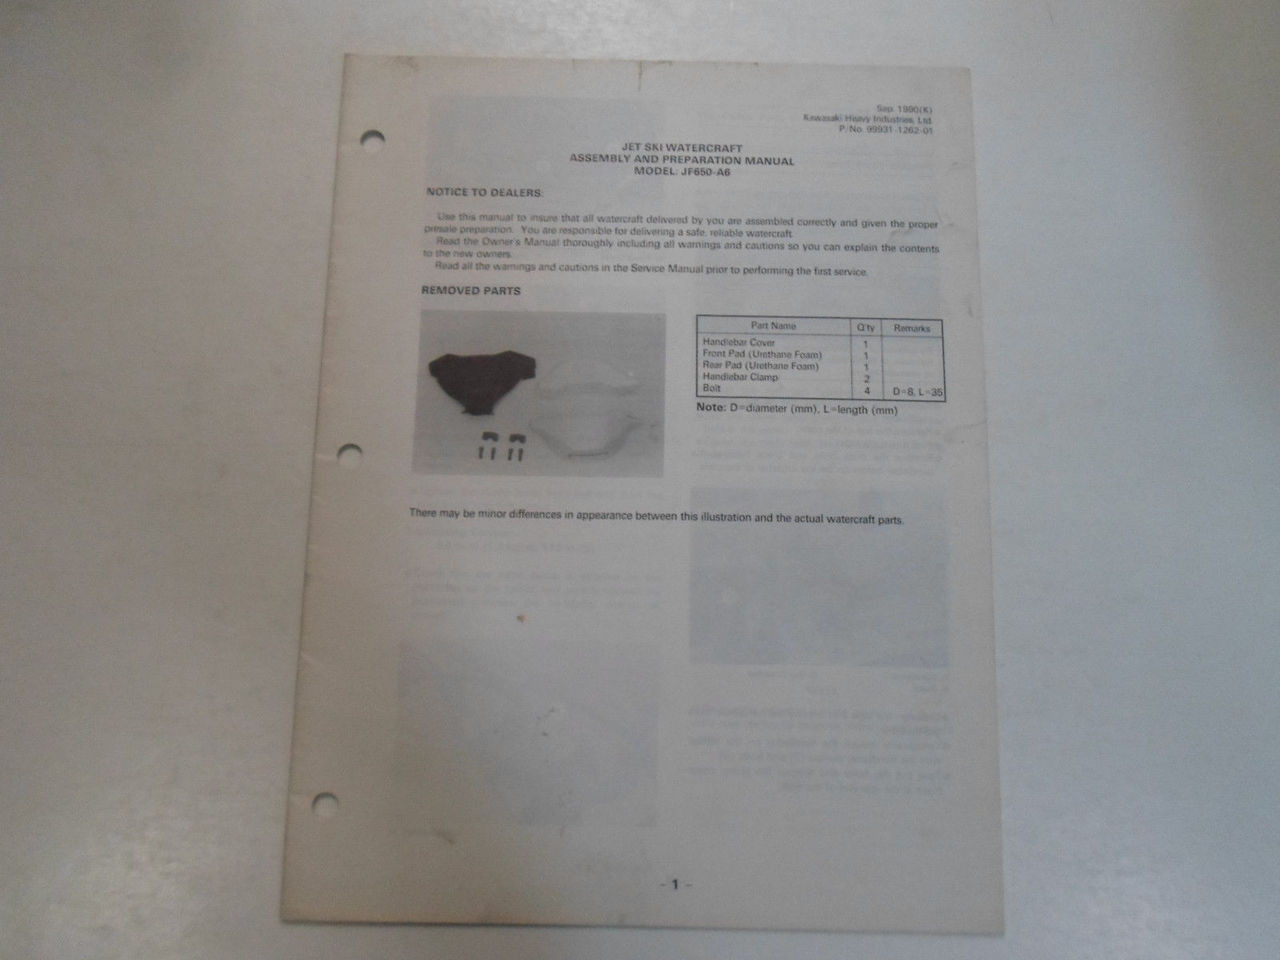 Sep. 1990(K)
Kawasaki Heavy Industries, Ltd.
P/No. 99931-1262-01
JET SKI WATERCRAFT
ASSEMBLY AND PREPARATION MANUAL
MODEL: JF650-A6
NOTICE TO DEALERS:
Use this manual to insure that all watercraft delivered by you are assembled correctly and given the proper
presale preparation. You are responsible for delivering a safe, reliable watercraft.
Read the Owner's Manual thoroughly including all warnings and cautions so you can explain the contents
to the new owners.
Read all the warnings and cautions in the Service Manual prior to performing the first service.
REMOVED PARTS
Part Name Q'ty Remarks
Handlebar Cover 1
Front Pad (Urethane Foam) 1
Rear Pad (Urethane Foam) 1
Handlebar Clamp 2
Bolt 4 D=8, L=35
Note: D=diameter (mm), L=length (mm)
There may be minor differences in appearance between this illustration and the actual watercraft parts.
- 1 -